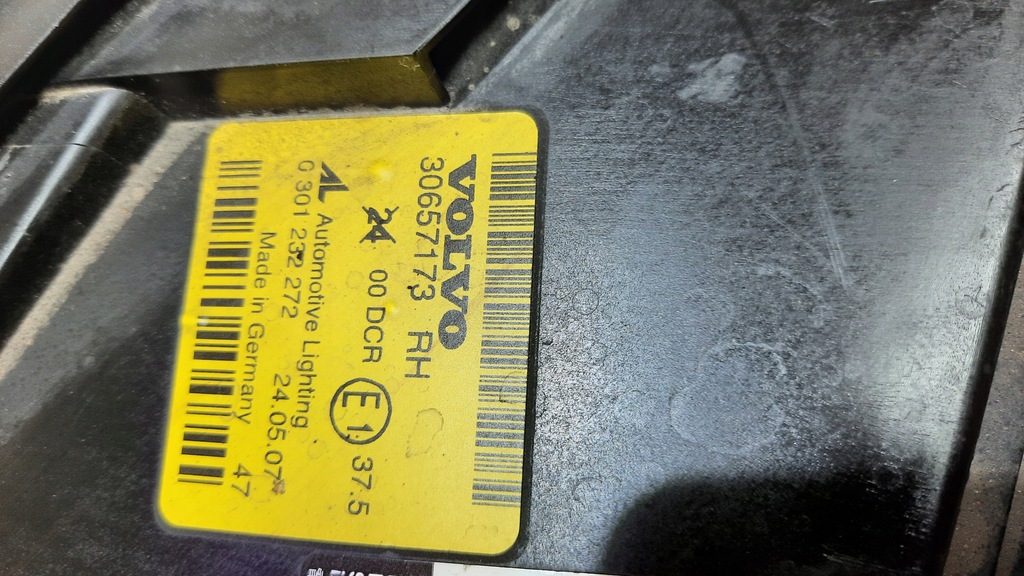 VOLVO
30657173 RH
24 00 DCR E1 37.5
AL Automotive Lighting
0 301 232 272 24.05.07
Made in Germany 47